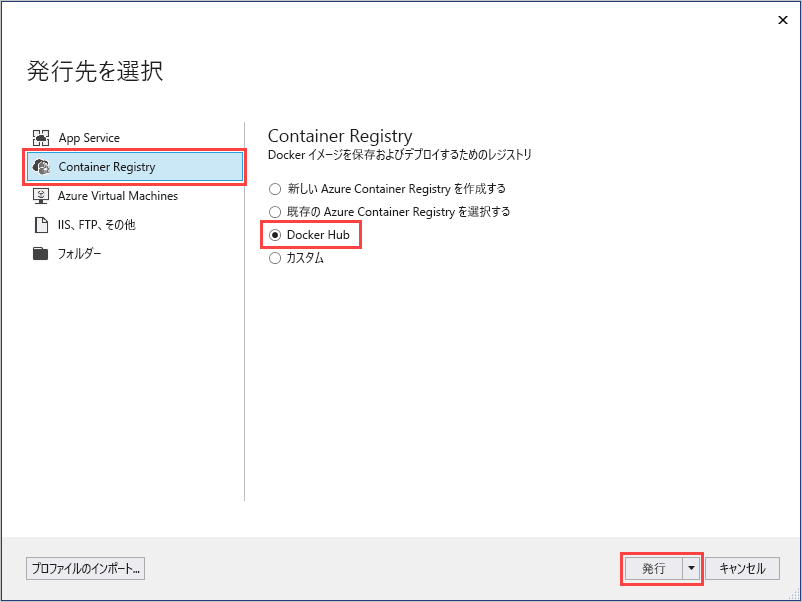 発行先を選択
App Service
Container Registry
Azure Virtual Machines
IIS、FTP、その他
フォルダー
Container Registry
Docker イメージを保存およびデプロイするためのレジストリ
新しい Azure Container Registry を作成する
既存の Azure Container Registry を選択する
Docker Hub
カスタム
プロファイルのインポート...
発行
キャンセル